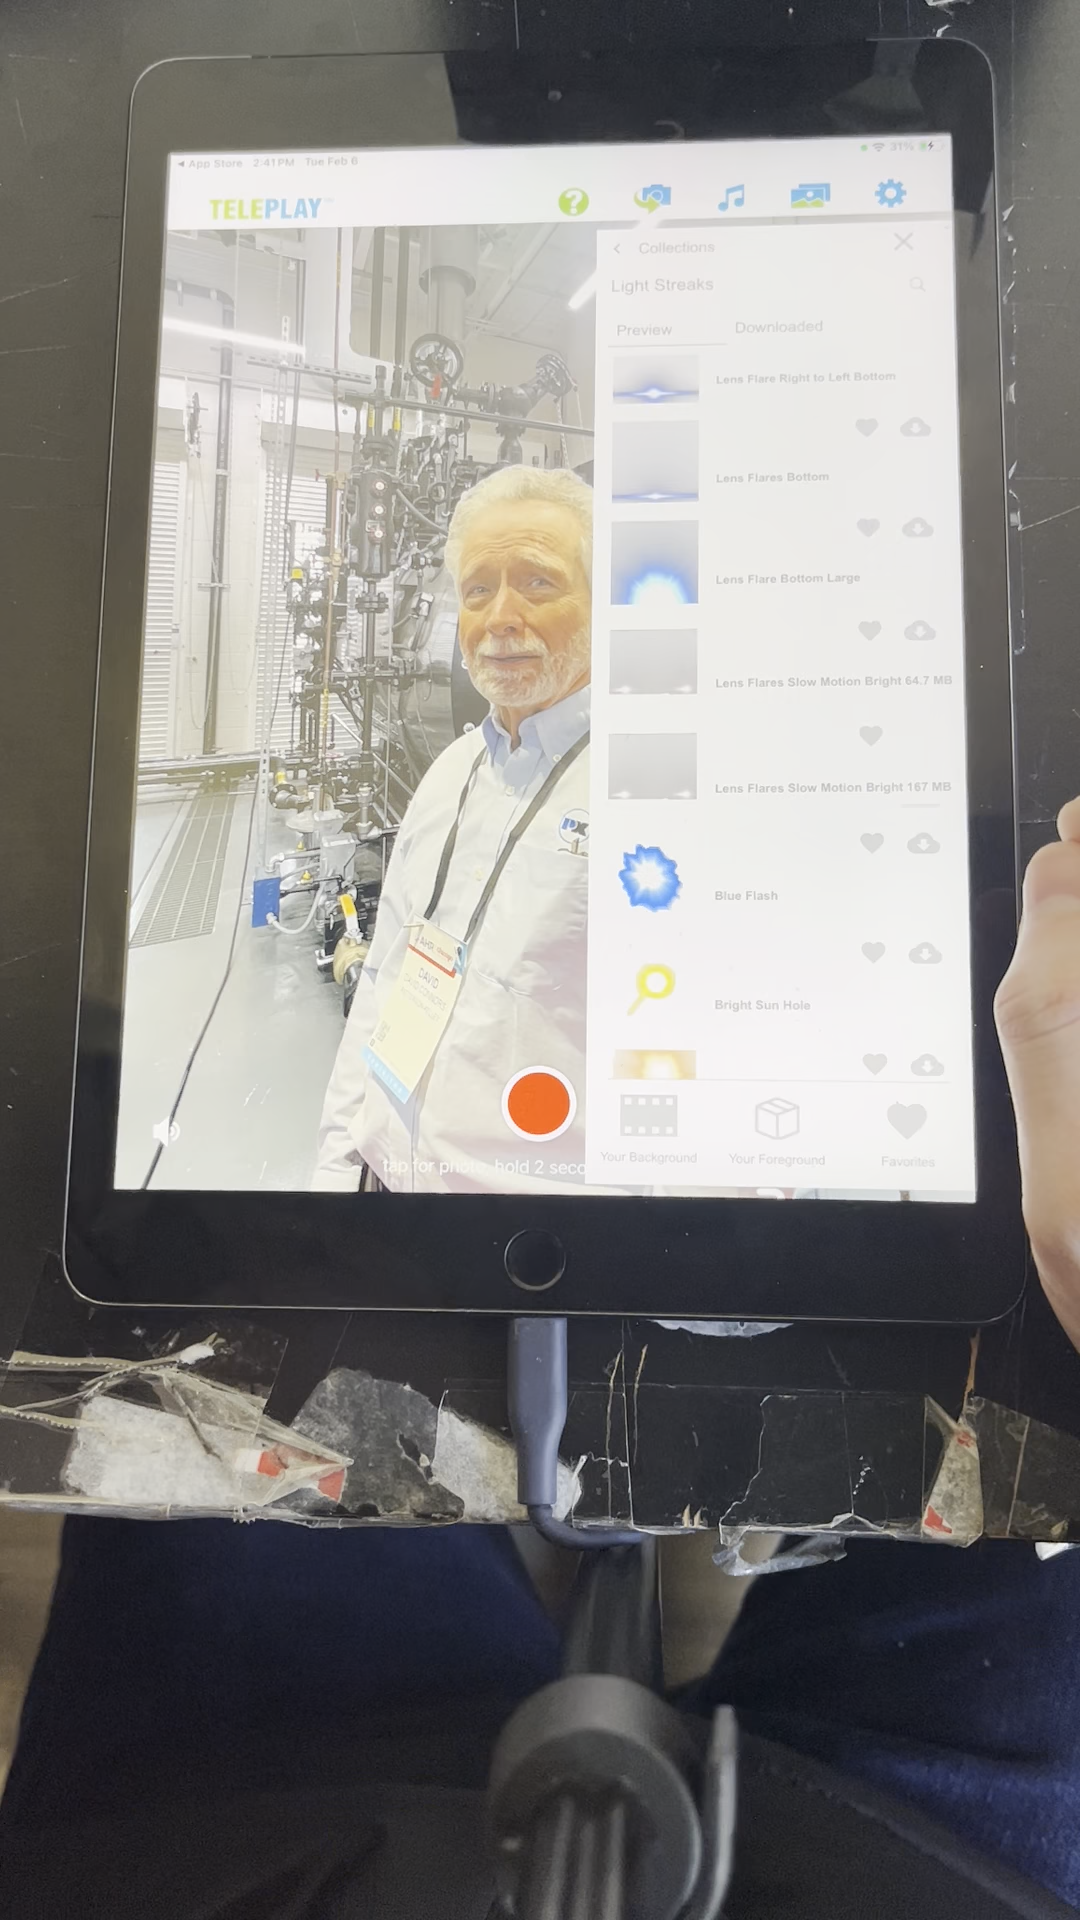 ◀ App Store 2:41 PM Tue Feb 6
31%
TELEPLAY
Collections
Light Streaks
Preview
Downloaded
Lens Flare Right to Left Bottom
Lens Flares Bottom
Lens Flare Bottom Large
Lens Flares Slow Motion Bright 64.7 MB
Lens Flares Slow Motion Bright 167 MB
Blue Flash
Bright Sun Hole
AHR
DAVID
tap for photo, hold 2 seco
Your Background
Your Foreground
Favorites